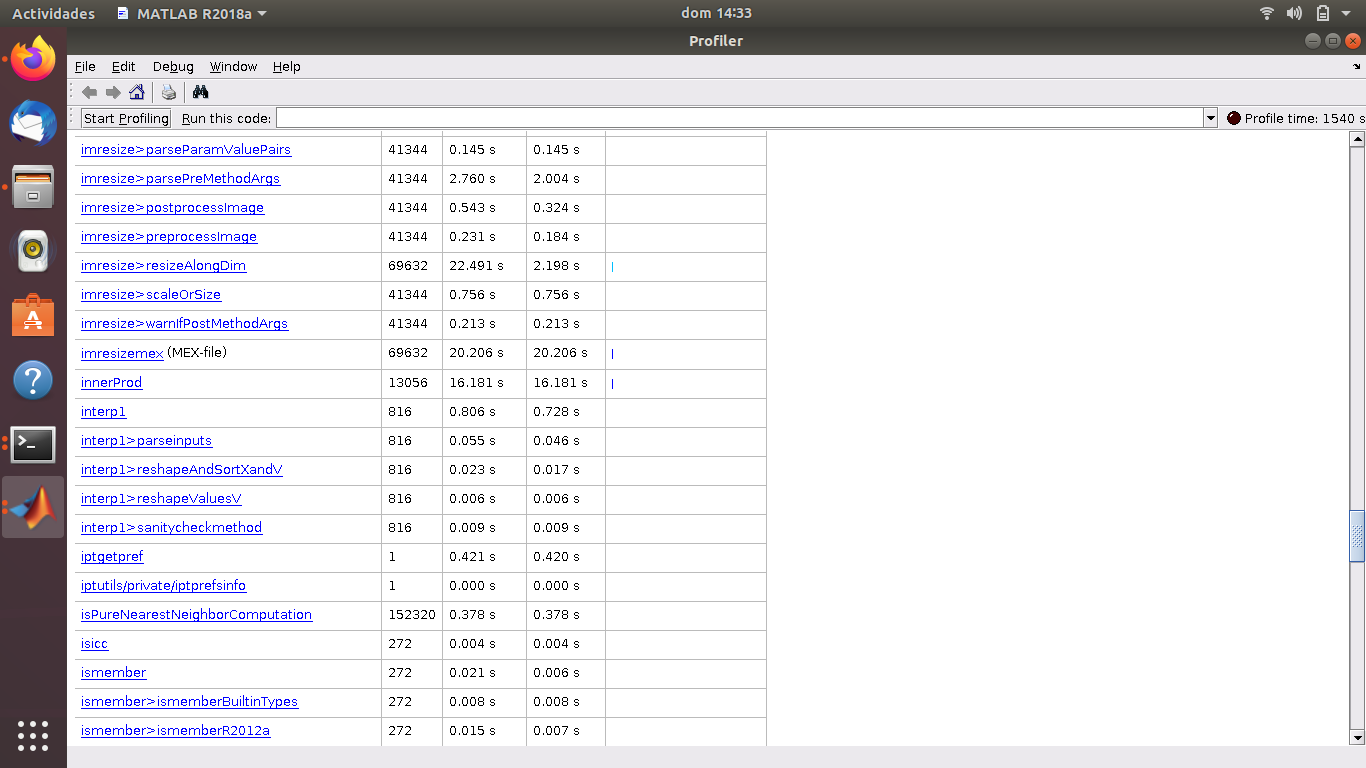 Actividades MATLAB R2018a dom 14:33
Profiler
File Edit Debug Window Help
Start Profiling Run this code: Profile time: 1540 s
imresize>parseParamValuePairs 41344 0.145 s 0.145 s
imresize>parsePreMethodArgs 41344 2.760 s 2.004 s
imresize>postprocessImage 41344 0.543 s 0.324 s
imresize>preprocessImage 41344 0.231 s 0.184 s
imresize>resizeAlongDim 69632 22.491 s 2.198 s
imresize>scaleOrSize 41344 0.756 s 0.756 s
imresize>warnIfPostMethodArgs 41344 0.213 s 0.213 s
imresizemex (MEX-file) 69632 20.206 s 20.206 s
innerProd 13056 16.181 s 16.181 s
interp1 816 0.806 s 0.728 s
interp1>parseinputs 816 0.055 s 0.046 s
interp1>reshapeAndSortXandV 816 0.023 s 0.017 s
interp1>reshapeValuesV 816 0.006 s 0.006 s
interp1>sanitycheckmethod 816 0.009 s 0.009 s
iptgetpref 1 0.421 s 0.420 s
iptutils/private/iptprefsinfo 1 0.000 s 0.000 s
isPureNearestNeighborComputation 152320 0.378 s 0.378 s
isicc 272 0.004 s 0.004 s
ismember 272 0.021 s 0.006 s
ismember>ismemberBuiltinTypes 272 0.008 s 0.008 s
ismember>ismemberR2012a 272 0.015 s 0.007 s